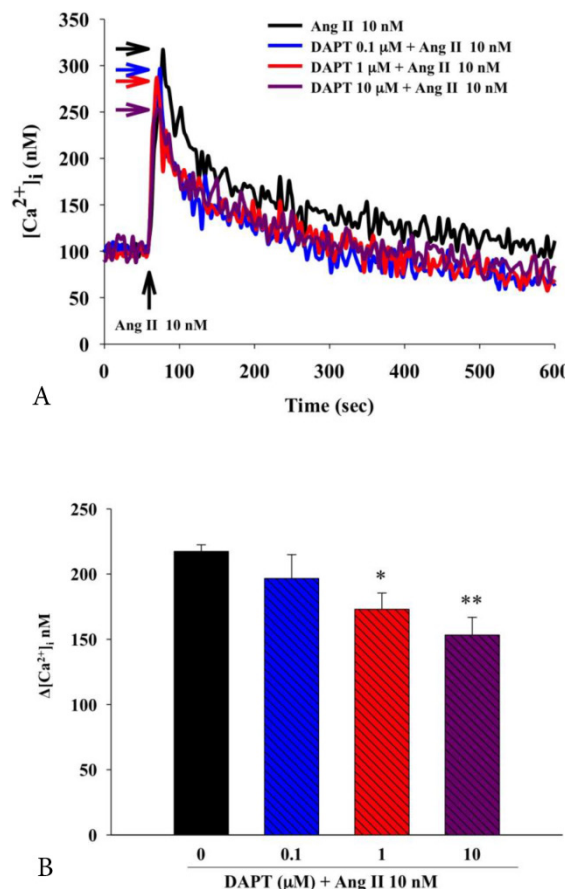 Ang II 10 nM
DAPT 0.1 μM + Ang II 10 nM
DAPT 1 μM + Ang II 10 nM
DAPT 10 μM + Ang II 10 nM
350
300
250
200
150
100
50
0
[Ca²⁺]ᵢ (nM)
Ang II 10 nM
0 100 200 300 400 500 600
Time (sec)
A
250
200
150
100
50
0
Δ[Ca²⁺]ᵢ nM
*
**
0 0.1 1 10
DAPT (μM) + Ang II 10 nM
B